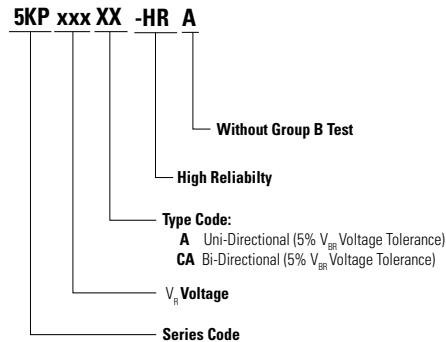 5KP xxx XX -HR A
Without Group B Test
High Reliabilty
Type Code:
A Uni-Directional (5% VBR Voltage Tolerance)
CA Bi-Directional (5% VBR Voltage Tolerance)
VR Voltage
Series Code